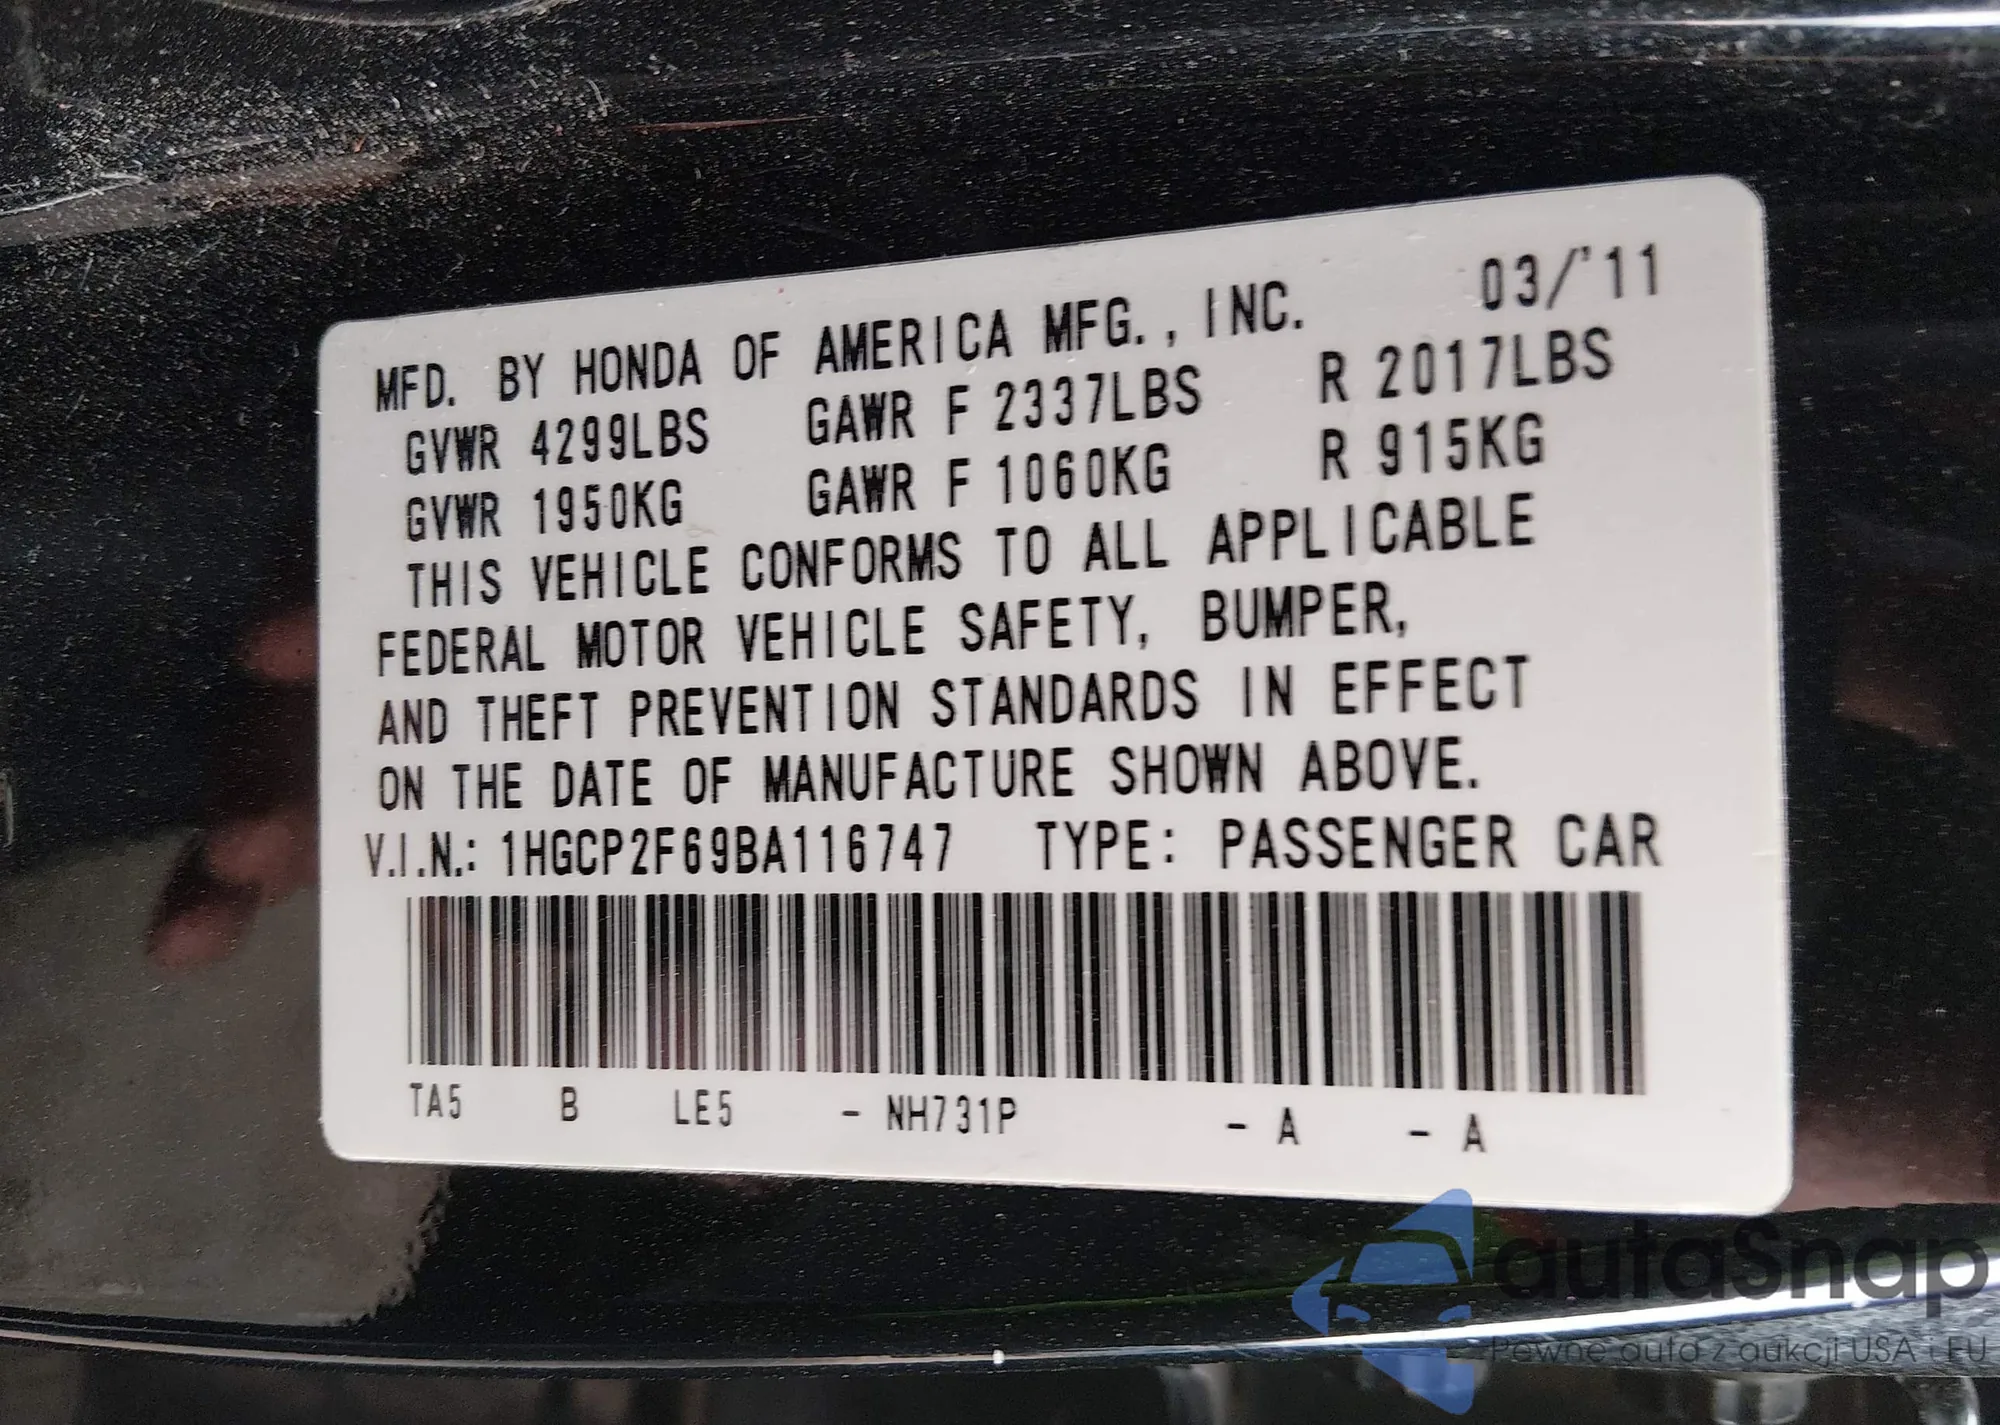 MFD. BY HONDA OF AMERICA MFG., INC. 03/'11
GVWR 4299LBS GAWR F 2337LBS R 2017LBS
GVWR 1950KG GAWR F 1060KG R 915KG
THIS VEHICLE CONFORMS TO ALL APPLICABLE
FEDERAL MOTOR VEHICLE SAFETY, BUMPER,
AND THEFT PREVENTION STANDARDS IN EFFECT
ON THE DATE OF MANUFACTURE SHOWN ABOVE.
V.I.N.: 1HGCP2F69BA116747 TYPE: PASSENGER CAR
TA5 B LE5 - NH731P - A - A
autaSnap
Pewne auto z aukcji USA i EU